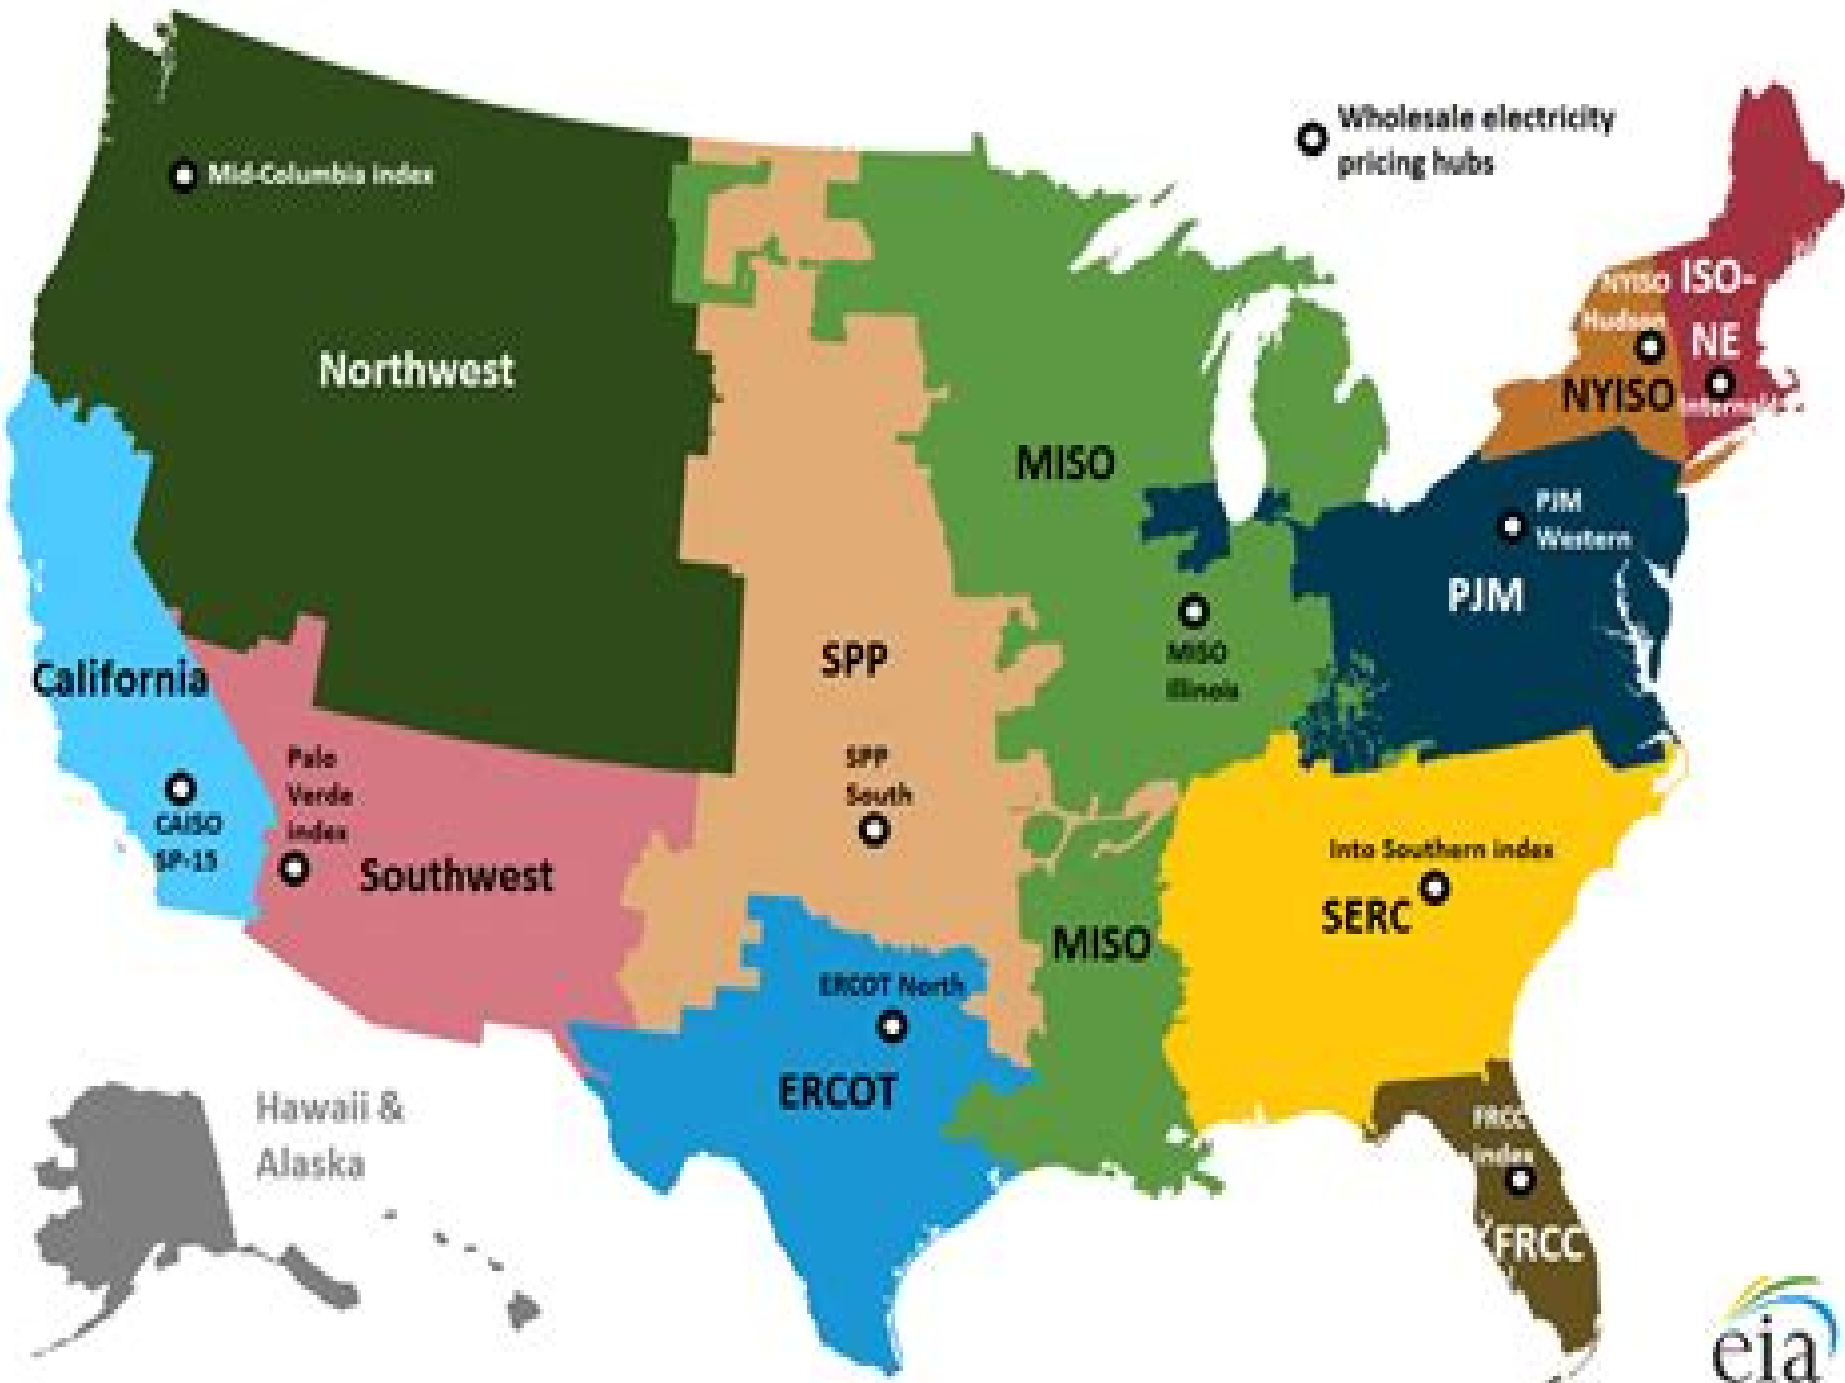 Wholesale electricity
pricing hubs
Mid-Columbia index
Northwest
NYISO
Hudson
ISO-
NE
NYISO
MISO
PJM
Western
PJM
MISO
Illinois
California
SPP
SPP
South
Palo
Verde
index
CAISO
SP-15
Southwest
Into Southern index
SERC
MISO
ERCOT North
ERCOT
Hawaii &
Alaska
FRCC
index
FRCC
eia